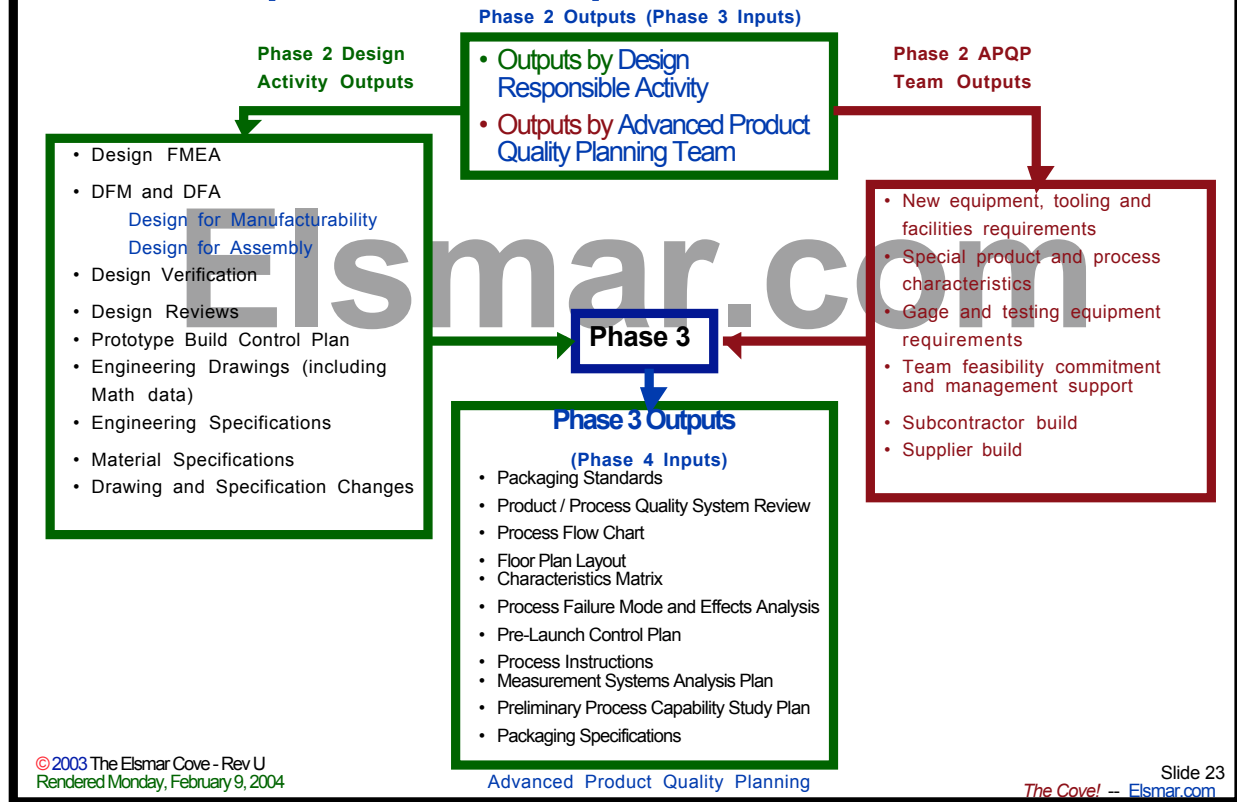 Phase 2 Outputs (Phase 3 Inputs)
Phase 2 Design
Activity Outputs
• Outputs by Design
Responsible Activity
• Outputs by Advanced Product
Quality Planning Team
Phase 2 APQP
Team Outputs
• Design FMEA
• DFM and DFA
Design for Manufacturability
Design for Assembly
• Design Verification
• Design Reviews
• Prototype Build Control Plan
• Engineering Drawings (including
Math data)
• Engineering Specifications
• Material Specifications
• Drawing and Specification Changes
Elsmar.com
• New equipment, tooling and
facilities requirements
• Special product and process
characteristics
• Gage and testing equipment
requirements
• Team feasibility commitment
and management support
• Subcontractor build
• Supplier build
Phase 3
Phase 3 Outputs
(Phase 4 Inputs)
• Packaging Standards
• Product / Process Quality System Review
• Process Flow Chart
• Floor Plan Layout
• Characteristics Matrix
• Process Failure Mode and Effects Analysis
• Pre-Launch Control Plan
• Process Instructions
• Measurement Systems Analysis Plan
• Preliminary Process Capability Study Plan
• Packaging Specifications
© 2003 The Elsmar Cove - Rev U
Rendered Monday, February 9, 2004
Advanced Product Quality Planning
Slide 23
The Cove! -- Elsmar.com